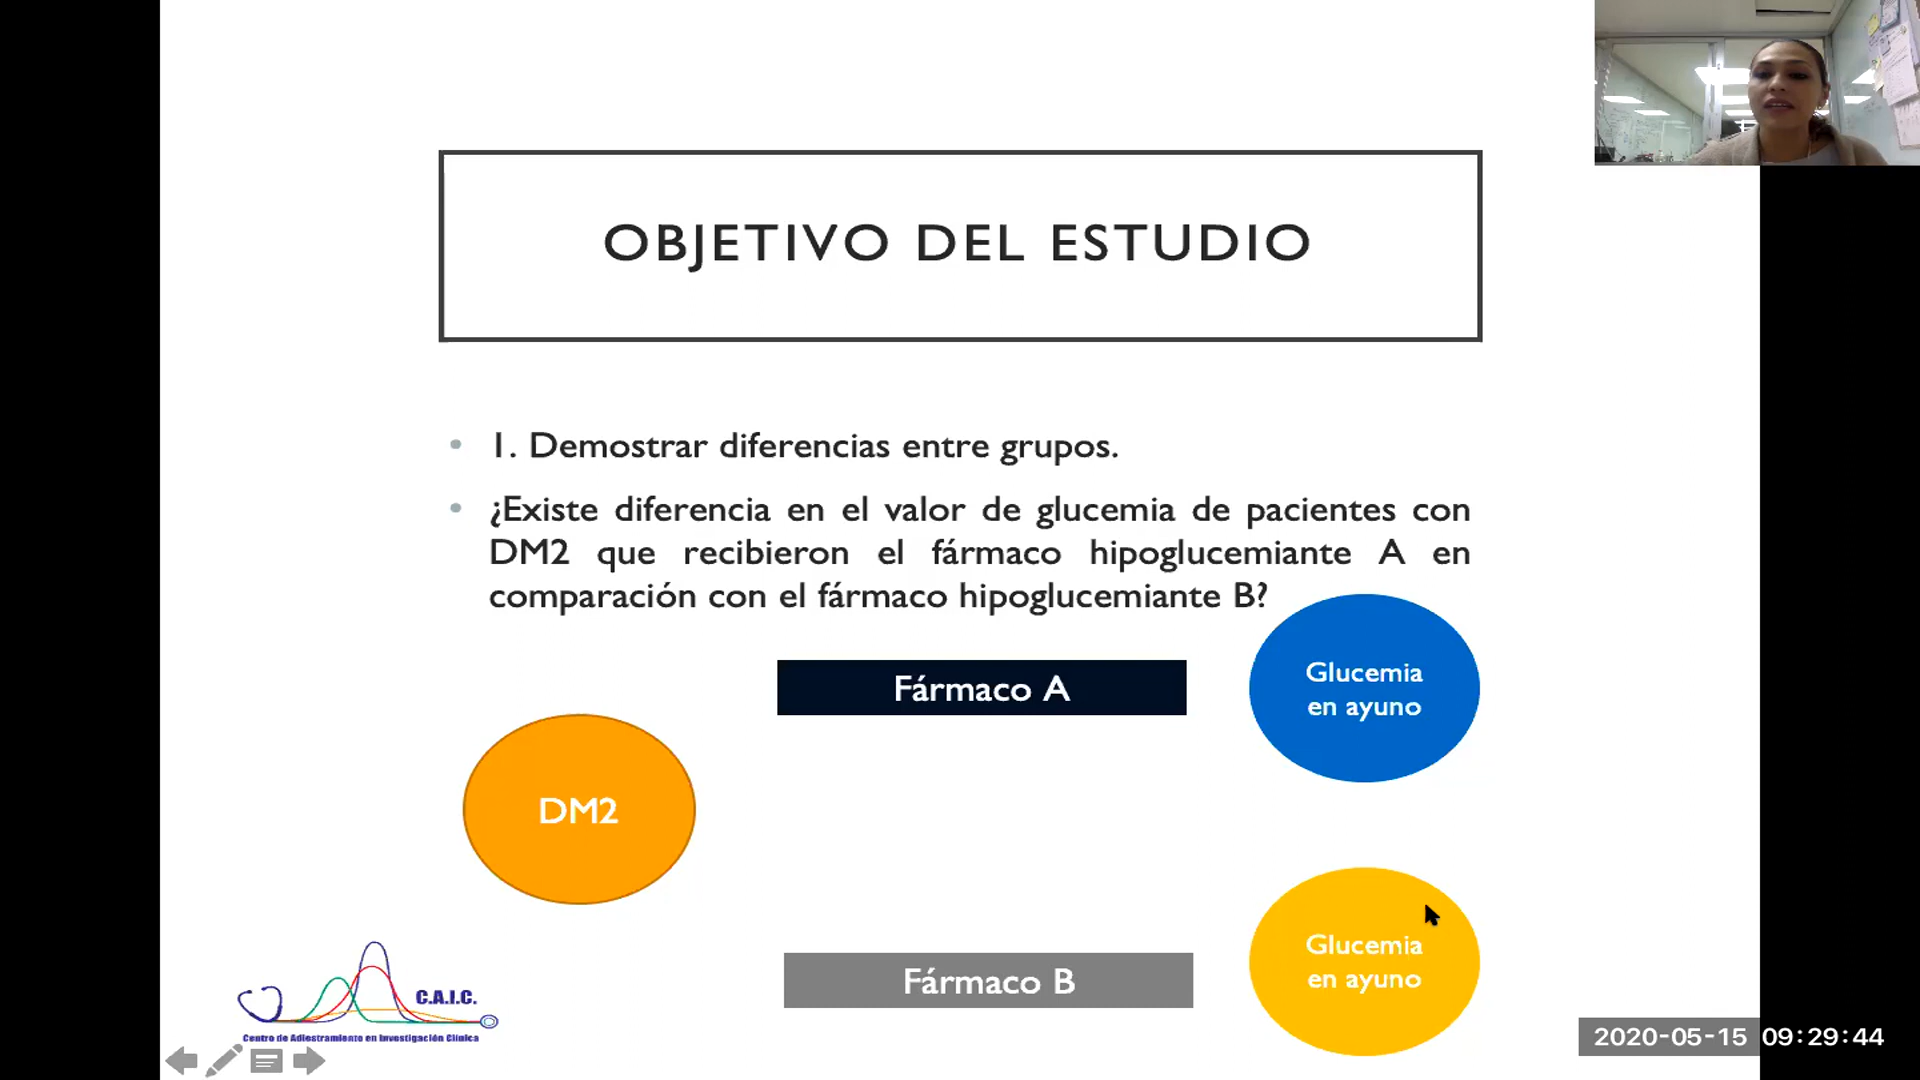 OBJETIVO DEL ESTUDIO
• 1. Demostrar diferencias entre grupos.
• ¿Existe diferencia en el valor de glucemia de pacientes con
DM2 que recibieron el fármaco hipoglucemiante A en
comparación con el fármaco hipoglucemiante B?
Fármaco A
Glucemia
en ayuno
DM2
Fármaco B
Glucemia
en ayuno
C.A.I.C.
Centro de Adiestramiento en Investigación Clínica
2020-05-15 09:29:44